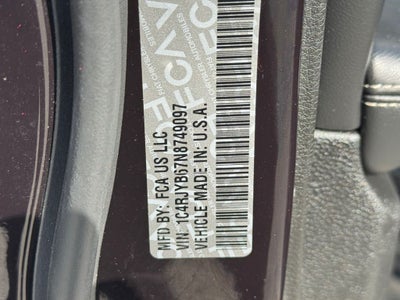 MFD. BY: FCA US LLC
VIN: 1C4RJYB67N8749097
VEHICLE MADE IN: U.S.A.